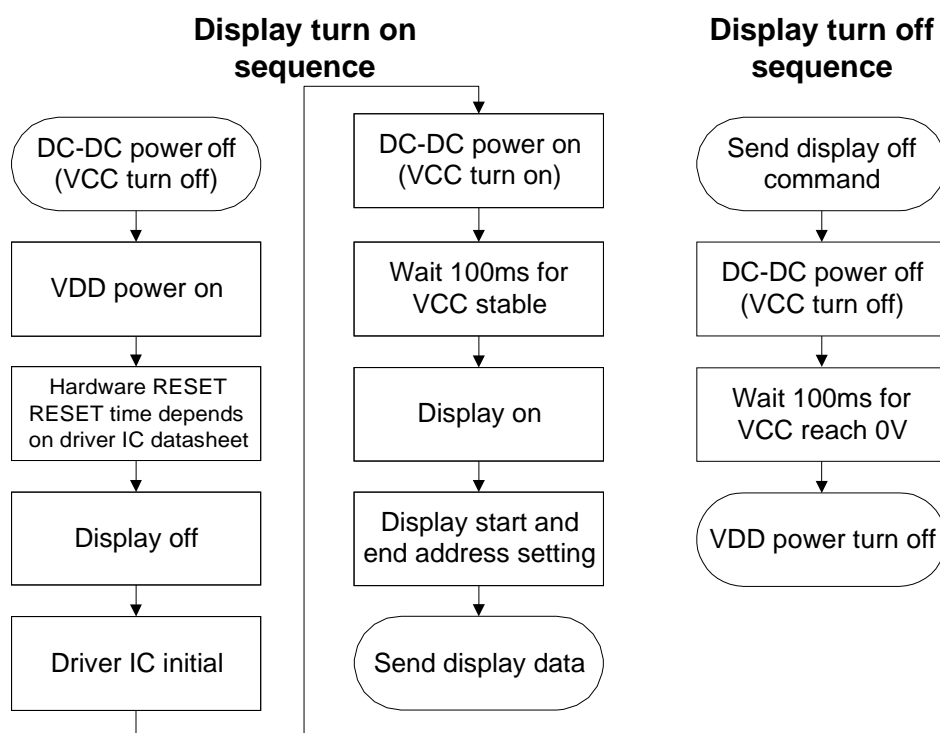 Display turn on
sequence
DC-DC power off
(VCC turn off)
VDD power on
Hardware RESET
RESET time depends
on driver IC datasheet
Display off
Driver IC initial
DC-DC power on
(VCC turn on)
Wait 100ms for
VCC stable
Display on
Display start and
end address setting
Send display data
Display turn off
sequence
Send display off
command
DC-DC power off
(VCC turn off)
Wait 100ms for
VCC reach 0V
VDD power turn off